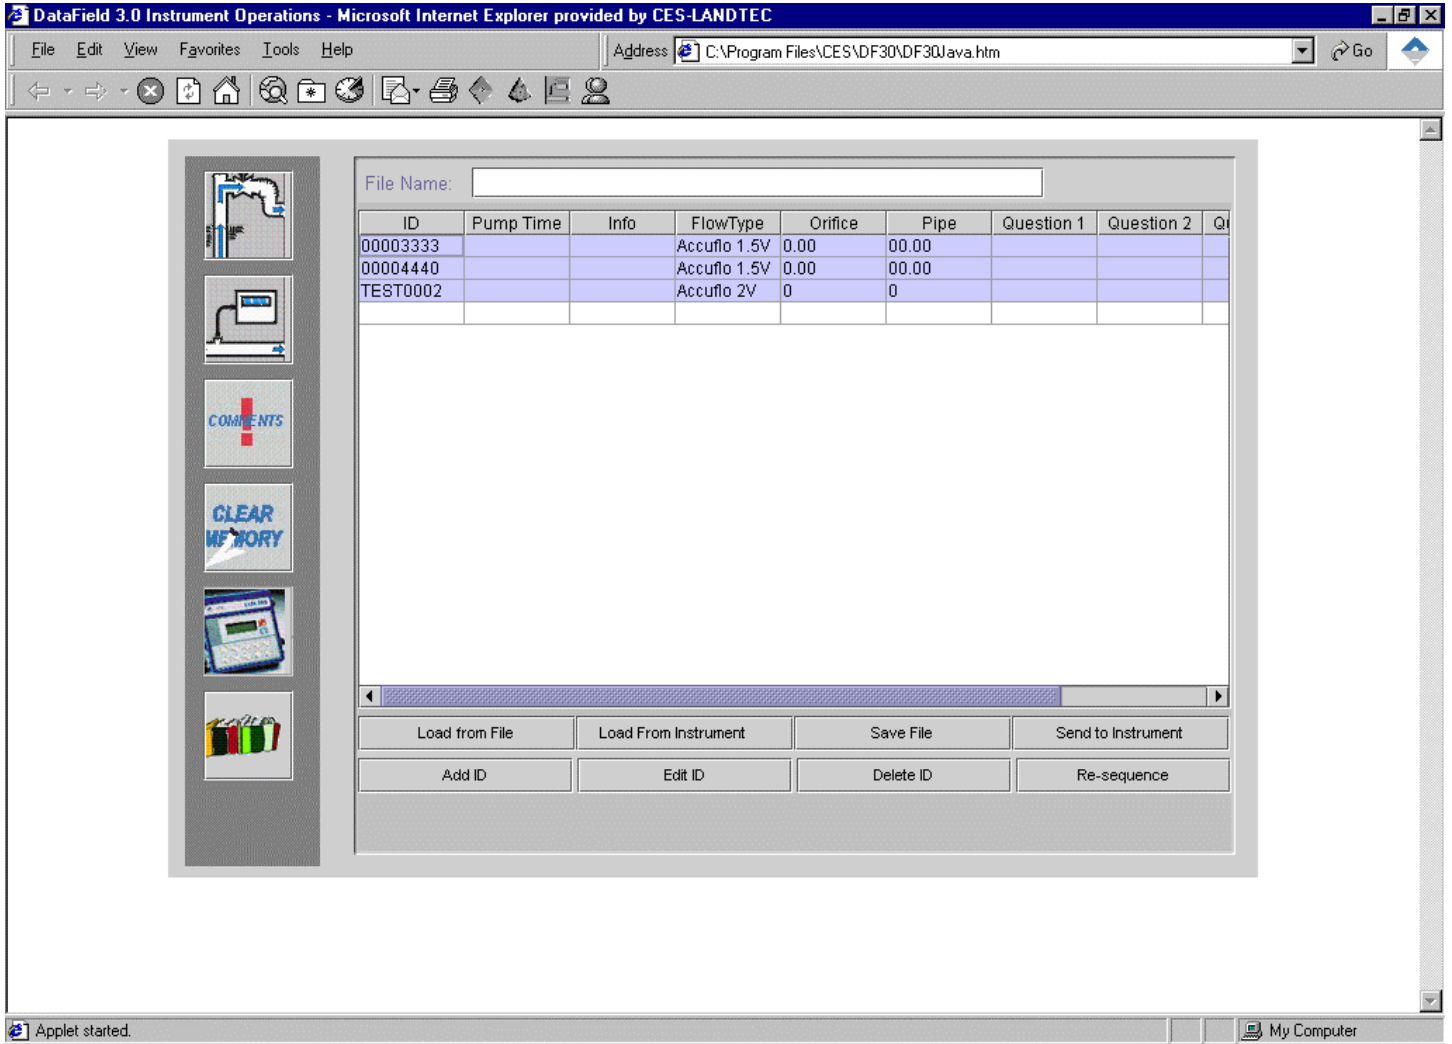 DataField 3.0 Instrument Operations - Microsoft Internet Explorer provided by CES-LANDTEC
File Edit View Favorites Tools Help Address C:\Program Files\CES\DF30\DF30Java.htm Go
File Name:
ID Pump Time Info FlowType Orifice Pipe Question 1 Question 2 Qu
00003333 Accuflo 1.5V 0.00 00.00
00004440 Accuflo 1.5V 0.00 00.00
TEST0002 Accuflo 2V 0 0
COMMENTS
CLEAR
MEMORY
Load from File Load From Instrument Save File Send to Instrument
Add ID Edit ID Delete ID Re-sequence
Applet started. My Computer